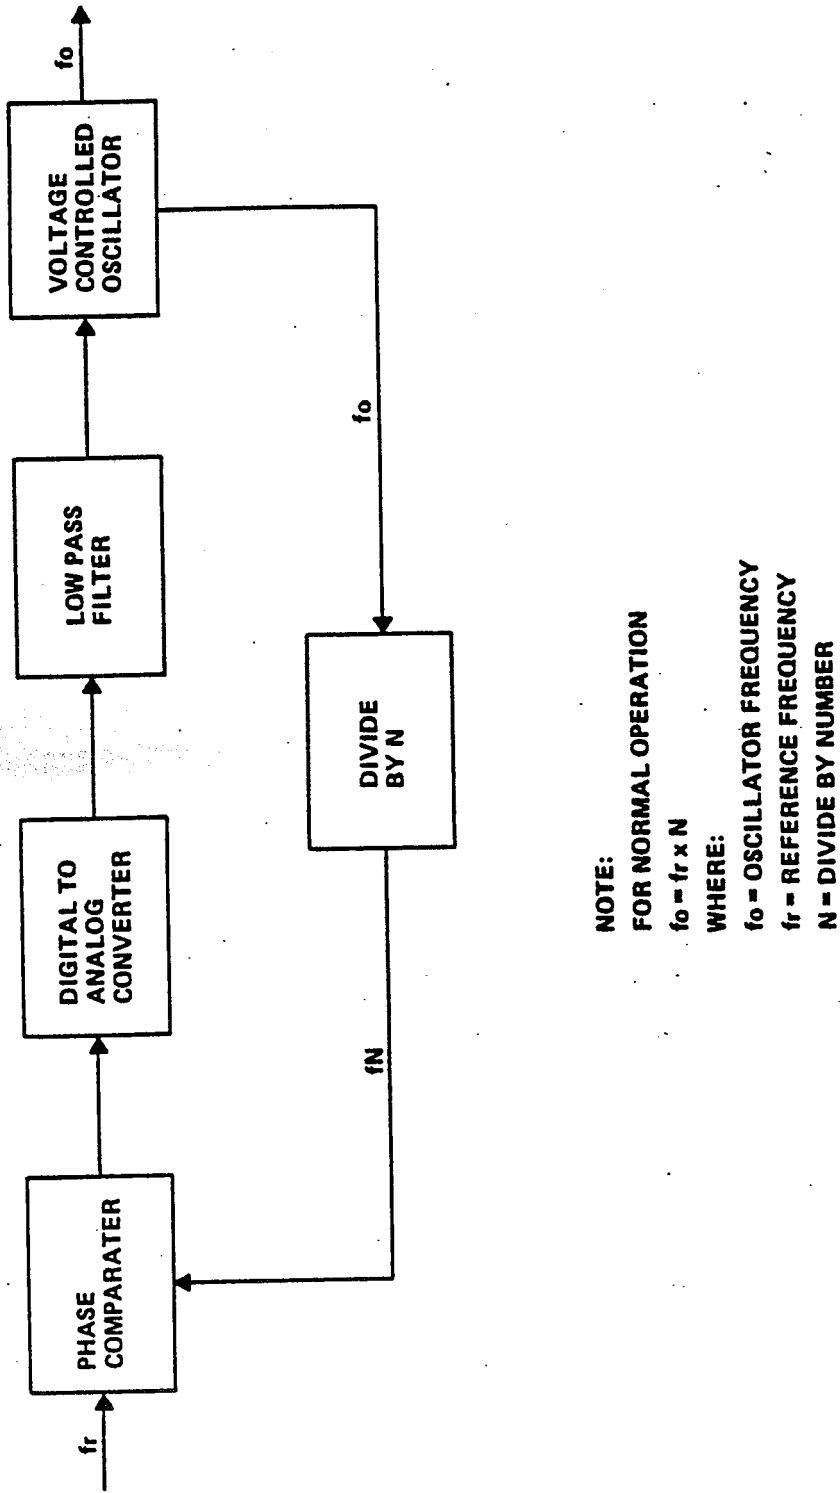 fr
PHASE
COMPARATER
DIGITAL TO
ANALOG
CONVERTER
LOW PASS
FILTER
VOLTAGE
CONTROLLED
OSCILLATOR
fo
fN
DIVIDE
BY N
fo
NOTE:
FOR NORMAL OPERATION
fo = fr x N
WHERE:
fo = OSCILLATOR FREQUENCY
fr = REFERENCE FREQUENCY
N = DIVIDE BY NUMBER